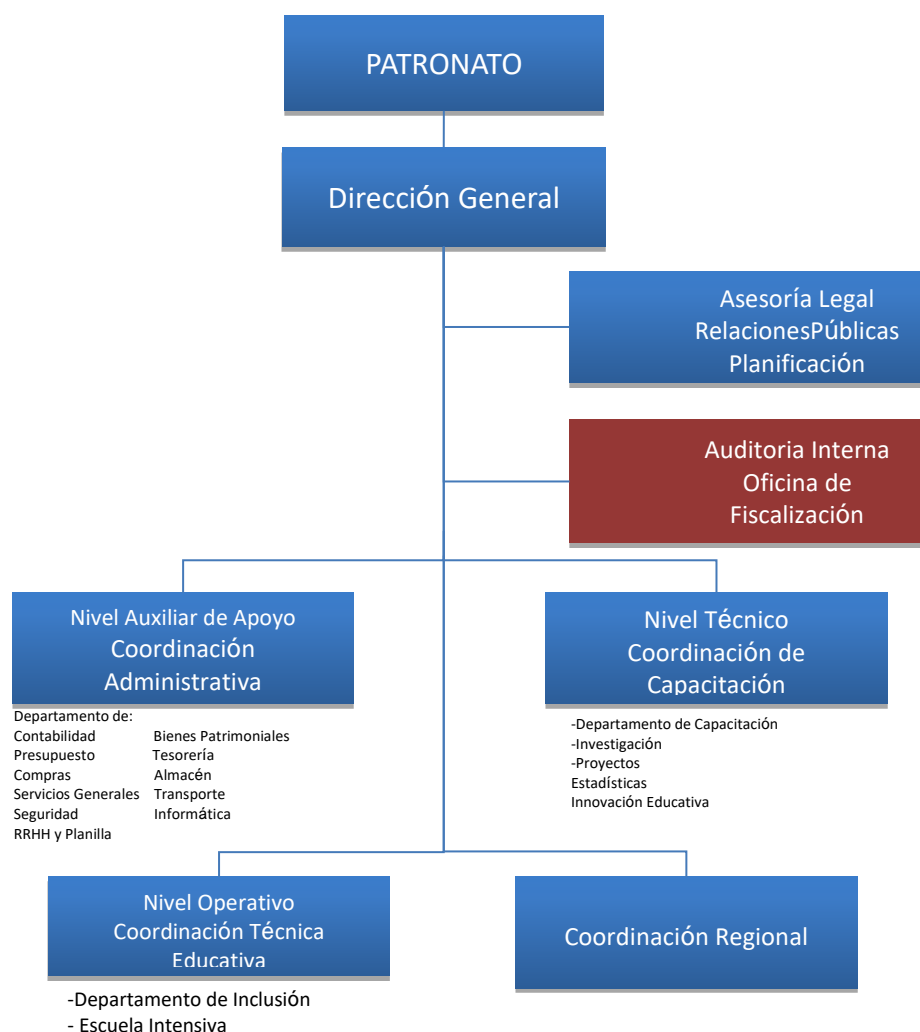 PATRONATO
Dirección General
Asesoría Legal
RelacionesPúblicas
Planificación
Auditoria Interna
Oficina de
Fiscalización
Nivel Auxiliar de Apoyo
Coordinación
Administrativa
Departamento de:
Contabilidad Bienes Patrimoniales
Presupuesto Tesorería
Compras Almacén
Servicios Generales Transporte
Seguridad Informática
RRHH y Planilla
Nivel Técnico
Coordinación de
Capacitación
-Departamento de Capacitación
-Investigación
-Proyectos
Estadísticas
Innovación Educativa
Nivel Operativo
Coordinación Técnica
Educativa
-Departamento de Inclusión
- Escuela Intensiva
Coordinación Regional